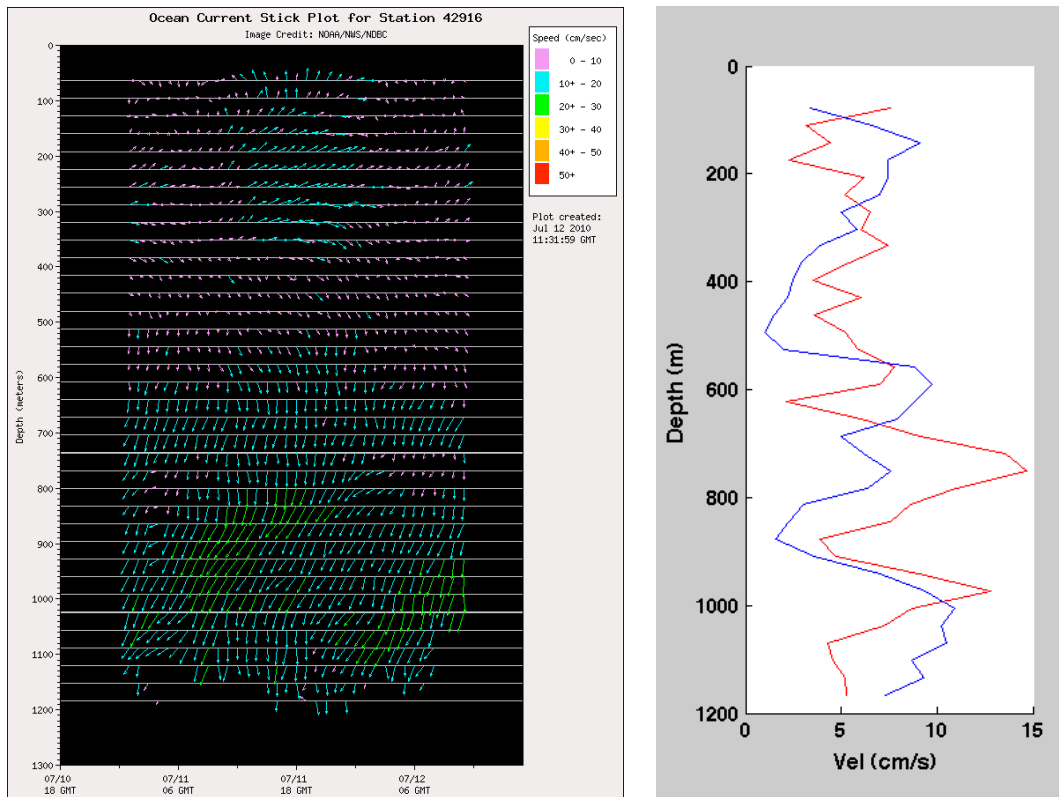 Ocean Current Stick Plot for Station 42916
Image Credit: NOAA/NWS/NDBC
Speed (cm/sec)
0 - 10
10+ - 20
20+ - 30
30+ - 40
40+ - 50
50+
Plot created:
Jul 12 2010
11:31:59 GMT
Depth (meters)
0
100
200
300
400
500
600
700
800
900
1000
1100
1200
1300
07/10
18 GMT
07/11
06 GMT
07/11
18 GMT
07/12
06 GMT
Depth (m)
0
200
400
600
800
1000
1200
0
5
10
15
Vel (cm/s)